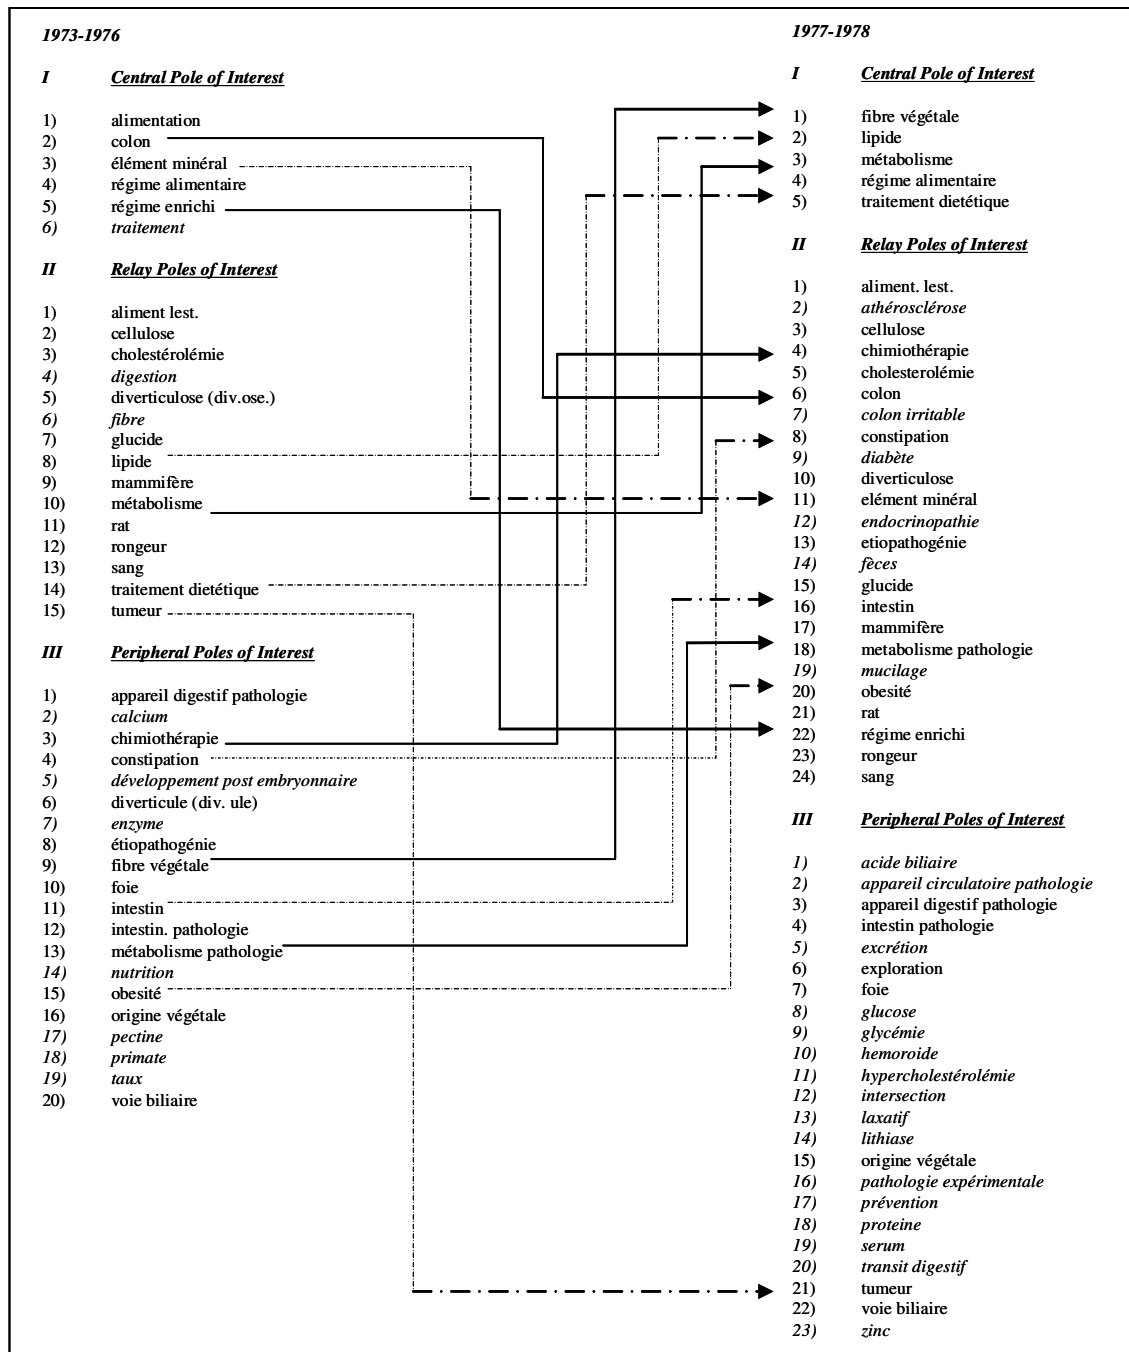 1973-1976
I Central Pole of Interest
1) alimentation
2) colon
3) élément minéral
4) régime alimentaire
5) régime enrichi
6) traitement
II Relay Poles of Interest
1) aliment lest.
2) cellulose
3) cholestérolémie
4) digestion
5) diverticulose (div.ose.)
6) fibre
7) glucide
8) lipide
9) mammifère
10) métabolisme
11) rat
12) rongeur
13) sang
14) traitement dietétique
15) tumeur
III Peripheral Poles of Interest
1) appareil digestif pathologie
2) calcium
3) chimiothérapie
4) constipation
5) développement post embryonnaire
6) diverticule (div. ule)
7) enzyme
8) étiopathogénie
9) fibre végétale
10) foie
11) intestin
12) intestin. pathologie
13) métabolisme pathologie
14) nutrition
15) obesité
16) origine végétale
17) pectine
18) primate
19) taux
20) voie biliaire
1977-1978
I Central Pole of Interest
1) fibre végétale
2) lipide
3) métabolisme
4) régime alimentaire
5) traitement dietétique
II Relay Poles of Interest
1) aliment. lest.
2) athérosclérose
3) cellulose
4) chimiothérapie
5) cholesterolémie
6) colon
7) colon irritable
8) constipation
9) diabète
10) diverticulose
11) elément minéral
12) endocrinopathie
13) etiopathogénie
14) fèces
15) glucide
16) intestin
17) mammifère
18) metabolisme pathologie
19) mucilage
20) obesité
21) rat
22) régime enrichi
23) rongeur
24) sang
III Peripheral Poles of Interest
1) acide biliaire
2) appareil circulatoire pathologie
3) appareil digestif pathologie
4) intestin pathologie
5) excrétion
6) exploration
7) foie
8) glucose
9) glycémie
10) hemoroide
11) hypercholestérolémie
12) intersection
13) laxatif
14) lithiase
15) origine végétale
16) pathologie expérimentale
17) prévention
18) proteine
19) serum
20) transit digestif
21) tumeur
22) voie biliaire
23) zinc